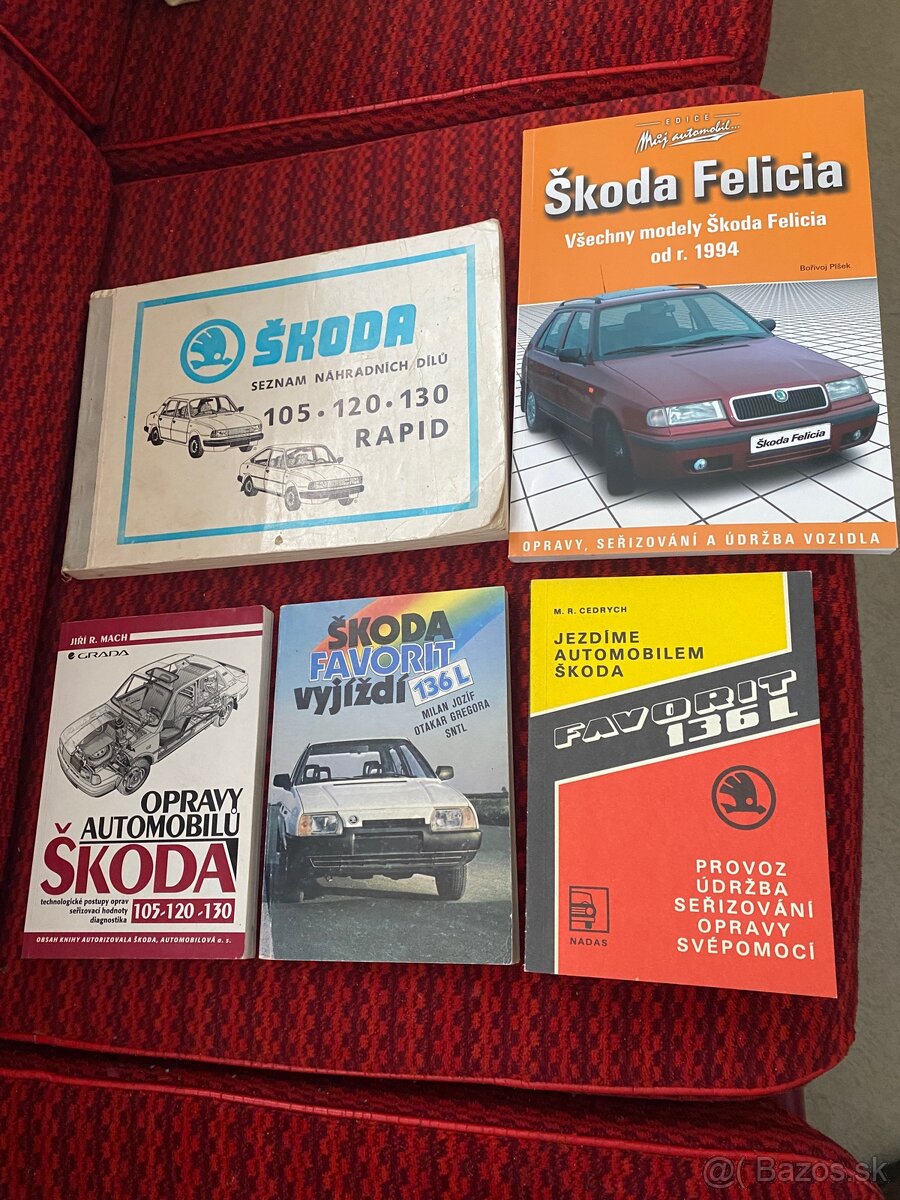 ŠKODA
SEZNAM NÁHRADNÍCH DÍLŮ
105 • 120 • 130
RAPID
EDICE
Můj automobil...
Škoda Felicia
Všechny modely Škoda Felicia
od r. 1994
Bořivoj Plšek
Škoda Felicia
OPRAVY, SEŘIZOVÁNÍ A ÚDRŽBA VOZIDLA
JIŘÍ R. MACH
GRADA
OPRAVY
AUTOMOBILŮ
ŠKODA
technologické postupy oprav
seřizovací hodnoty
diagnostika
105-120-130
OBSAH KNIHY AUTORIZOVALA ŠKODA, AUTOMOBILOVÁ a. s.
ŠKODA
FAVORIT
136 L
vyjíždí
MILAN JOZÍF
OTAKAR GREGORA
SNTL
M. R. CEDRYCH
JEZDÍME
AUTOMOBILEM
ŠKODA
FAVORIT
136 L
PROVOZ
ÚDRŽBA
SEŘIZOVÁNÍ
OPRAVY
SVÉPOMOCÍ
NADAS
@( Bazos.sk